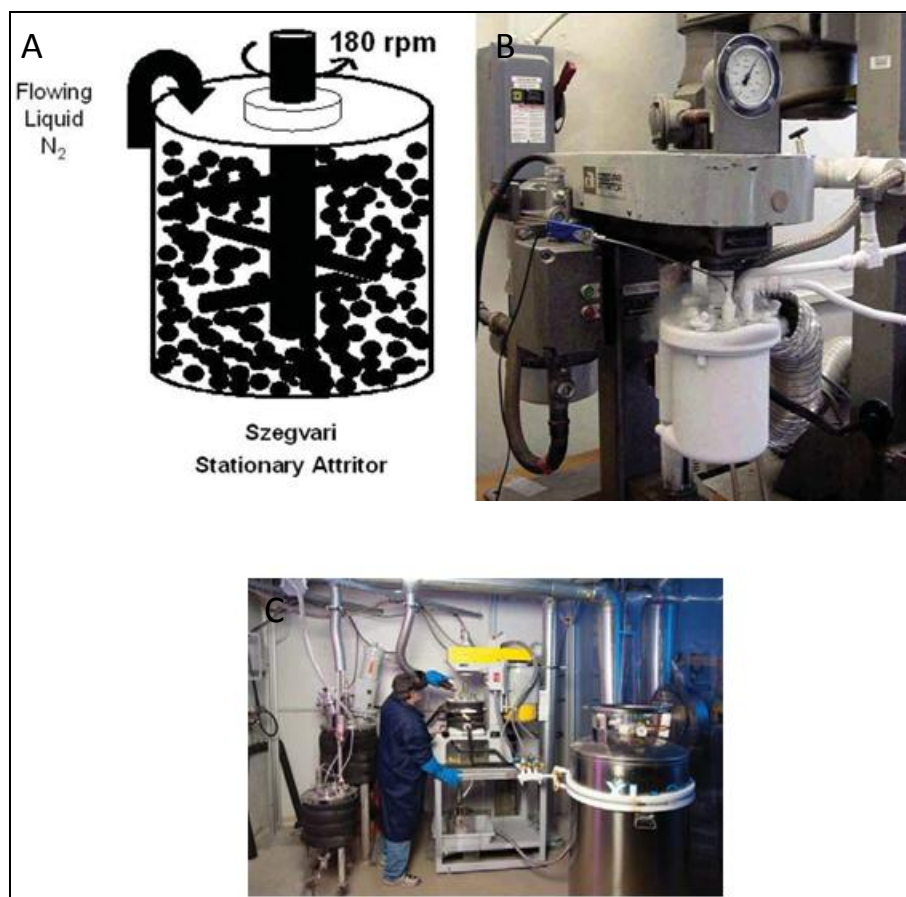 A
180 rpm
Flowing
Liquid
N2
Szegvari
Stationary Attritor
B
C